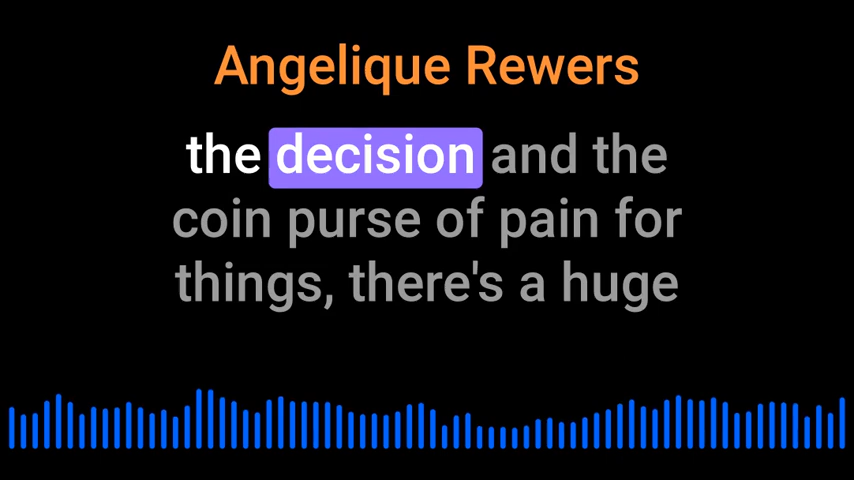 Angelique Rewers
the decision and the
coin purse of pain for
things, there's a huge